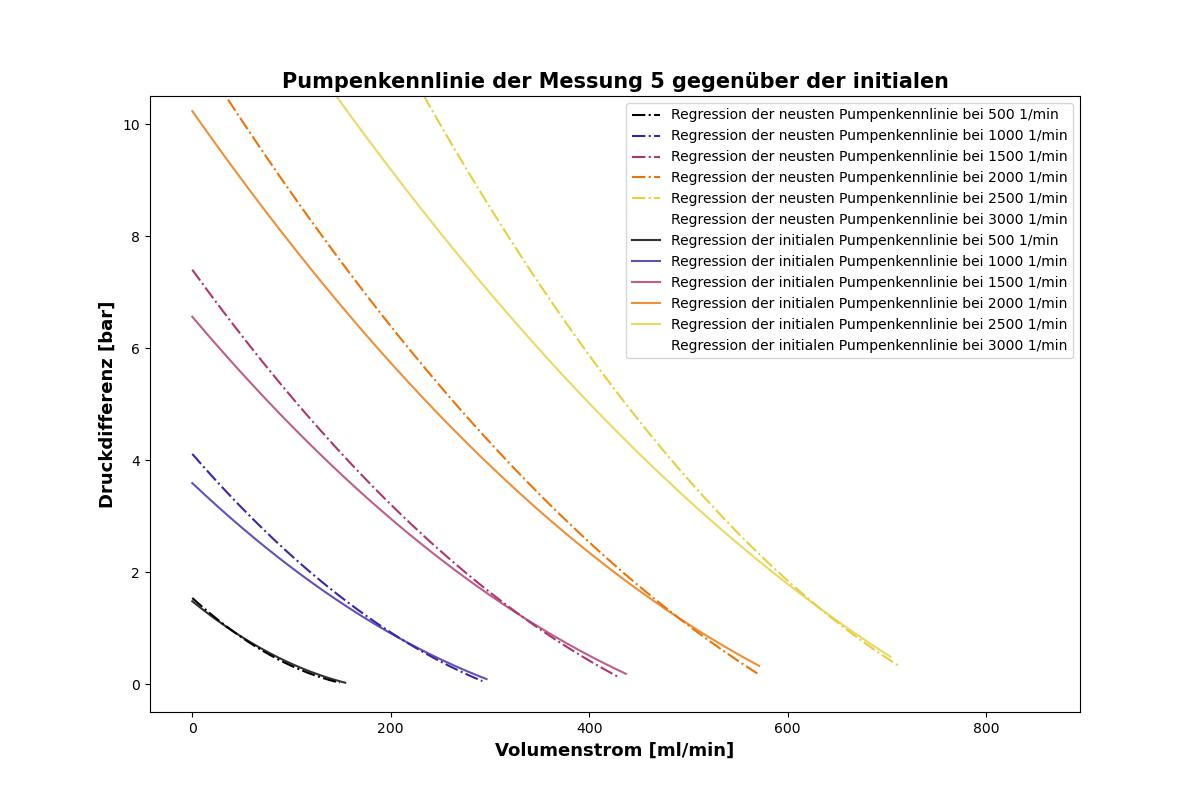 Pumpenkennlinie der Messung 5 gegenüber der initialen
Regression der neusten Pumpenkennlinie bei 500 1/min
Regression der neusten Pumpenkennlinie bei 1000 1/min
Regression der neusten Pumpenkennlinie bei 1500 1/min
Regression der neusten Pumpenkennlinie bei 2000 1/min
Regression der neusten Pumpenkennlinie bei 2500 1/min
Regression der neusten Pumpenkennlinie bei 3000 1/min
Regression der initialen Pumpenkennlinie bei 500 1/min
Regression der initialen Pumpenkennlinie bei 1000 1/min
Regression der initialen Pumpenkennlinie bei 1500 1/min
Regression der initialen Pumpenkennlinie bei 2000 1/min
Regression der initialen Pumpenkennlinie bei 2500 1/min
Regression der initialen Pumpenkennlinie bei 3000 1/min
Druckdifferenz [bar]
10
8
6
4
2
0
0 200 400 600 800
Volumenstrom [ml/min]